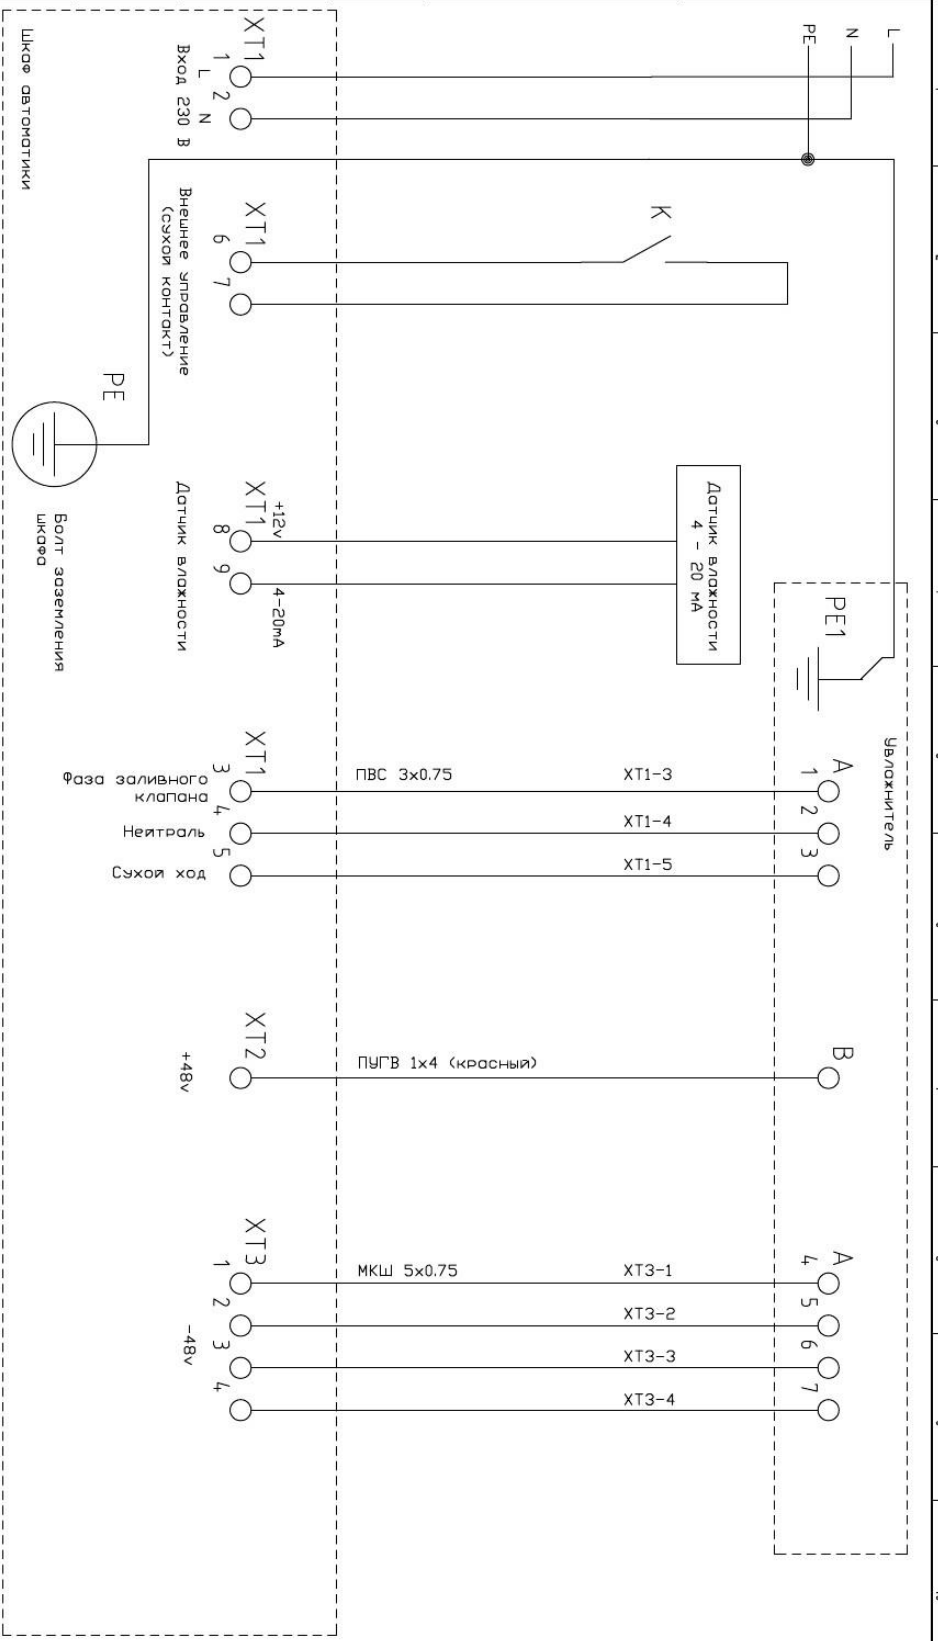 L
N
PE
XT1
1
2
L
N
Вход 230 В
Шкаф автоматики
XT1
6
7
Внешнее управление
(сухой контакт)
K
PE
Болт заземления
шкафа
XT1
8
9
+12v
4-20mA
Датчик влажности
Датчик влажности
4 - 20 мА
PE1
Увлажнитель
XT1
3
4
5
Фаза заливного
клапана
Нейтраль
Сухой ход
ПВС 3х0.75
XT1-3
XT1-4
XT1-5
A
1
2
3
XT2
+48v
ПУГВ 1х4 (красный)
B
XT3
1
2
3
4
-48v
МКШ 5х0.75
XT3-1
XT3-2
XT3-3
XT3-4
A
4
5
6
7